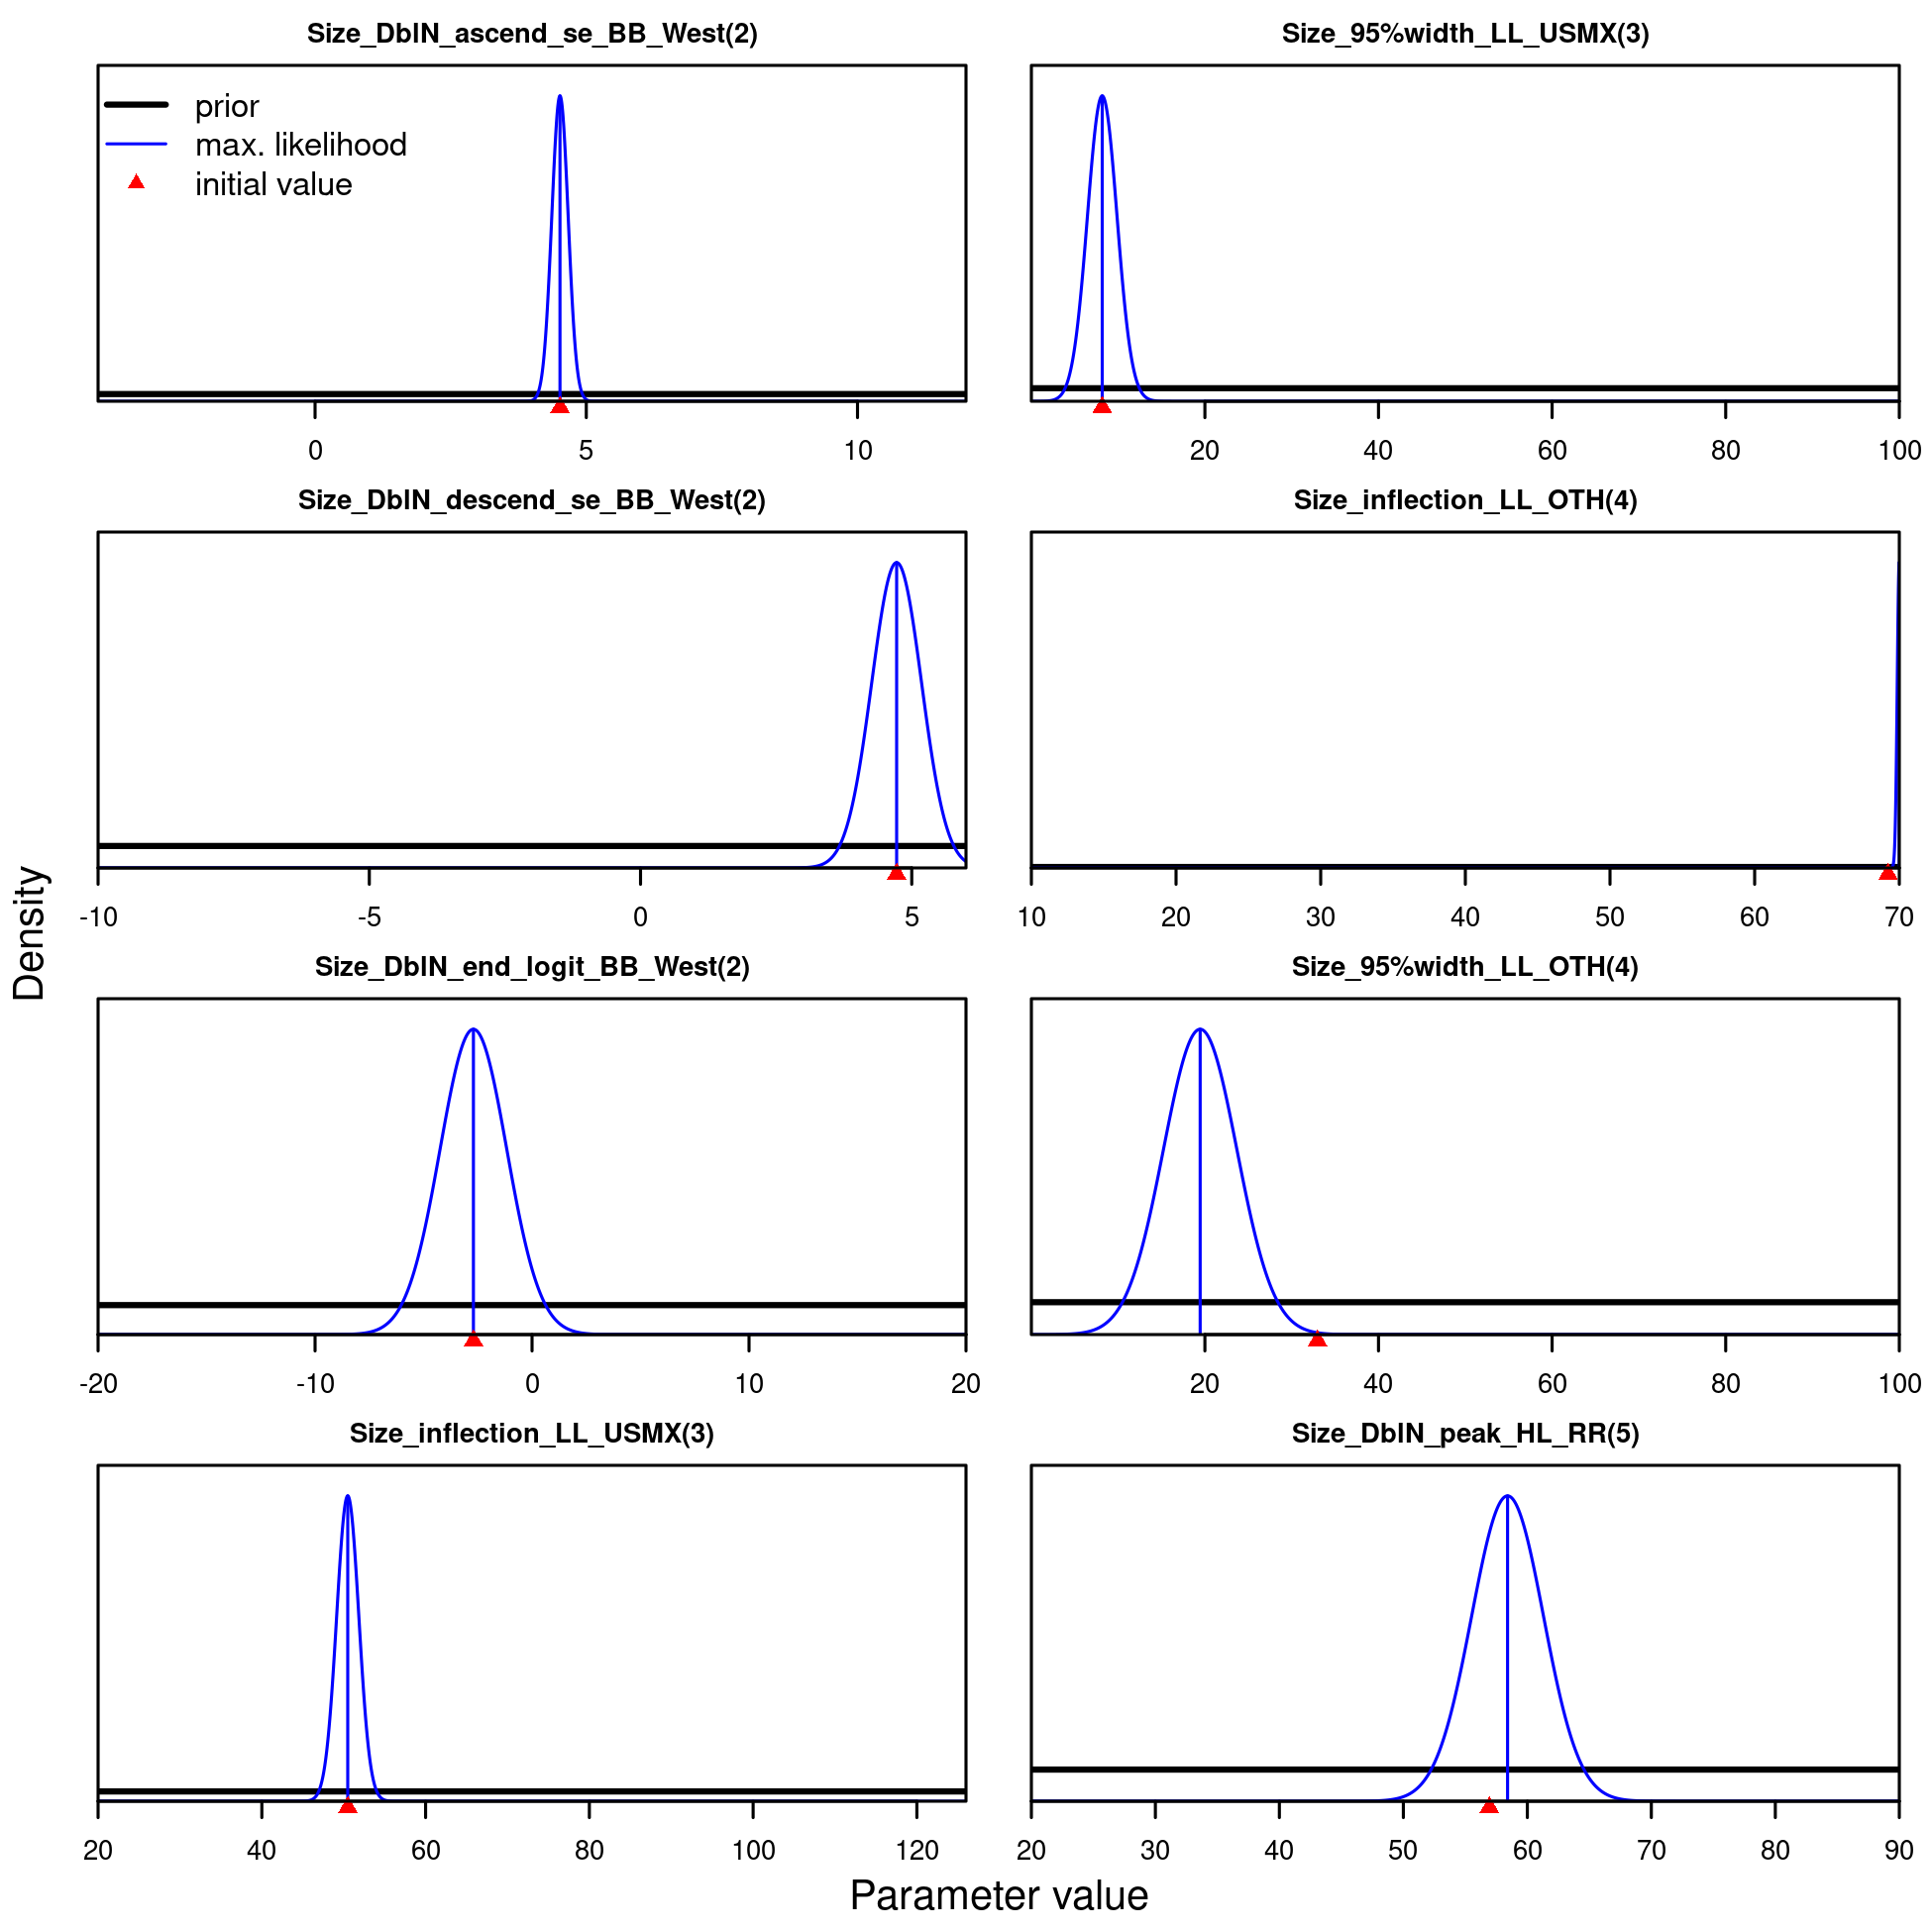 Size_DblN_ascend_se_BB_West(2)
prior
max. likelihood
initial value
0 5 10
Size_95%width_LL_USMX(3)
20 40 60 80 100
Size_DblN_descend_se_BB_West(2)
-10 -5 0 5
Size_inflection_LL_OTH(4)
10 20 30 40 50 60 70
Size_DblN_end_logit_BB_West(2)
-20 -10 0 10 20
Size_95%width_LL_OTH(4)
20 40 60 80 100
Size_inflection_LL_USMX(3)
20 40 60 80 100 120
Size_DblN_peak_HL_RR(5)
20 30 40 50 60 70 80 90
Density
Parameter value